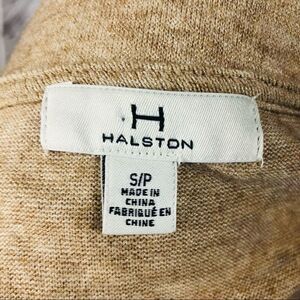 H
HALSTON
S/P
MADE IN
CHINA
FABRIQUÉ EN
CHINE